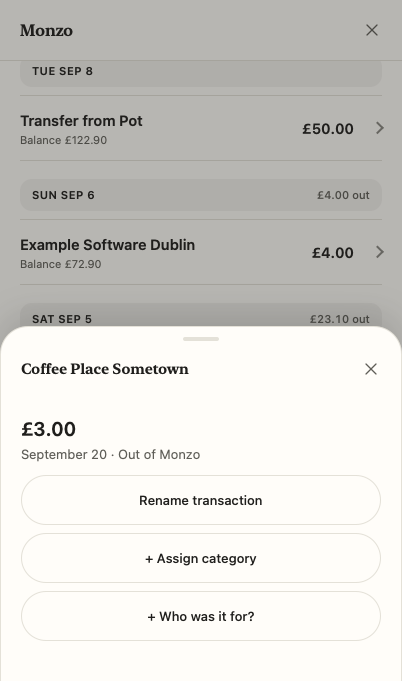 Monzo
TUE SEP 8
Transfer from Pot
£50.00
Balance £122.90
SUN SEP 6
£4.00 out
Example Software Dublin
£4.00
Balance £72.90
SAT SEP 5
£23.10 out
Coffee Place Sometown
£3.00
September 20 · Out of Monzo
Rename transaction
+ Assign category
+ Who was it for?